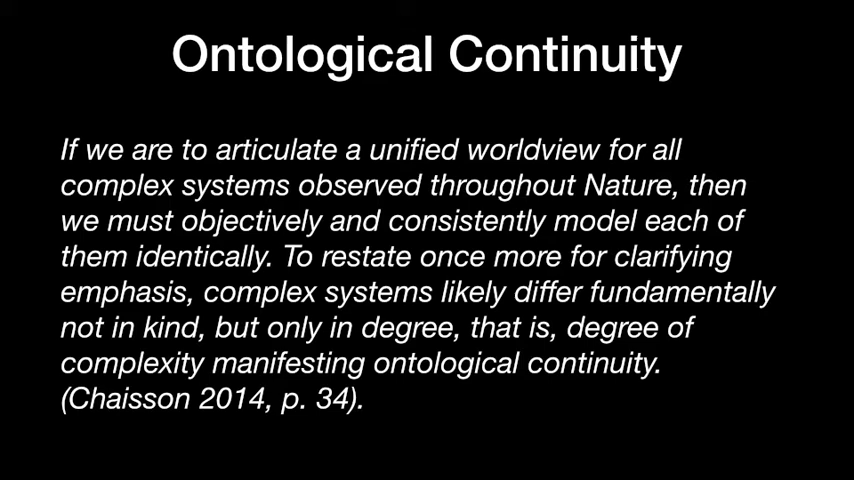 Ontological Continuity
If we are to articulate a unified worldview for all
complex systems observed throughout Nature, then
we must objectively and consistently model each of
them identically. To restate once more for clarifying
emphasis, complex systems likely differ fundamentally
not in kind, but only in degree, that is, degree of
complexity manifesting ontological continuity.
(Chaisson 2014, p. 34).